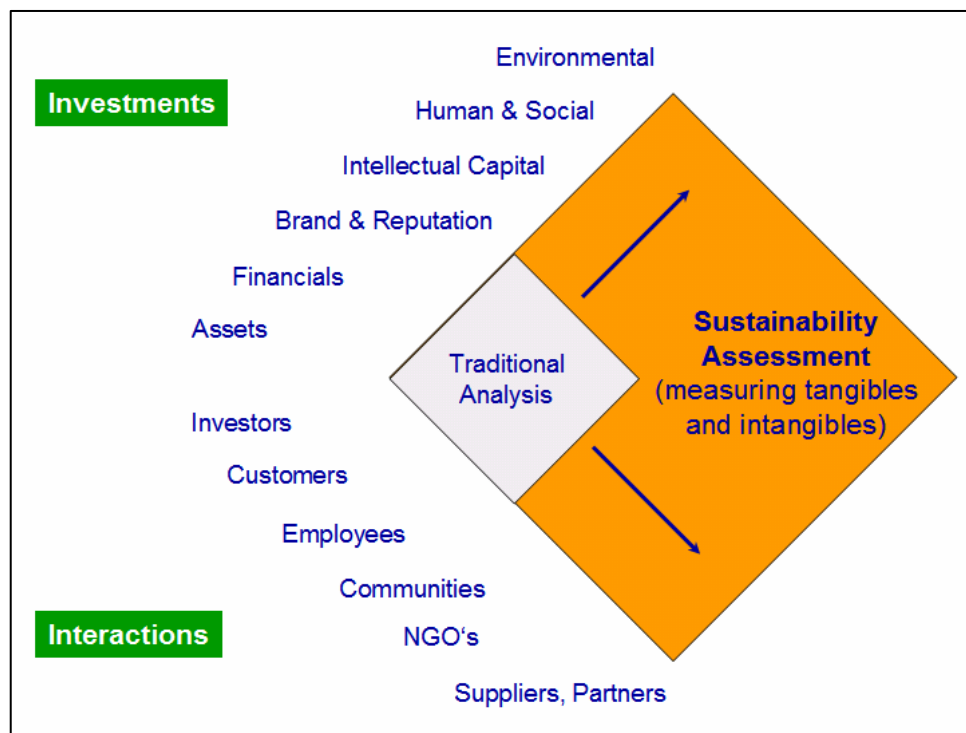 Environmental
Investments
Human & Social
Intellectual Capital
Brand & Reputation
Financials
Assets
Traditional
Analysis
Sustainability
Assessment
(measuring tangibles
and intangibles)
Investors
Customers
Employees
Communities
Interactions
NGO‘s
Suppliers, Partners